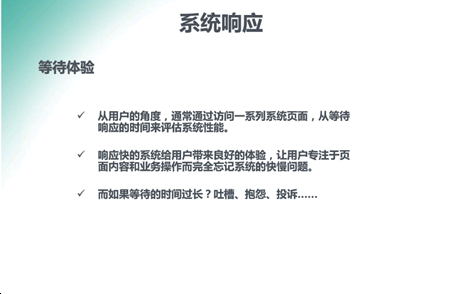 系统响应
等待体验
✓ 从用户的角度，通常通过访问一系列系统页面，从等待
响应的时间来评估系统性能。
✓ 响应快的系统给用户带来良好的体验，让用户专注于页
面内容和业务操作而完全忘记系统的快慢问题。
✓ 而如果等待的时间过长？吐槽、抱怨、投诉……